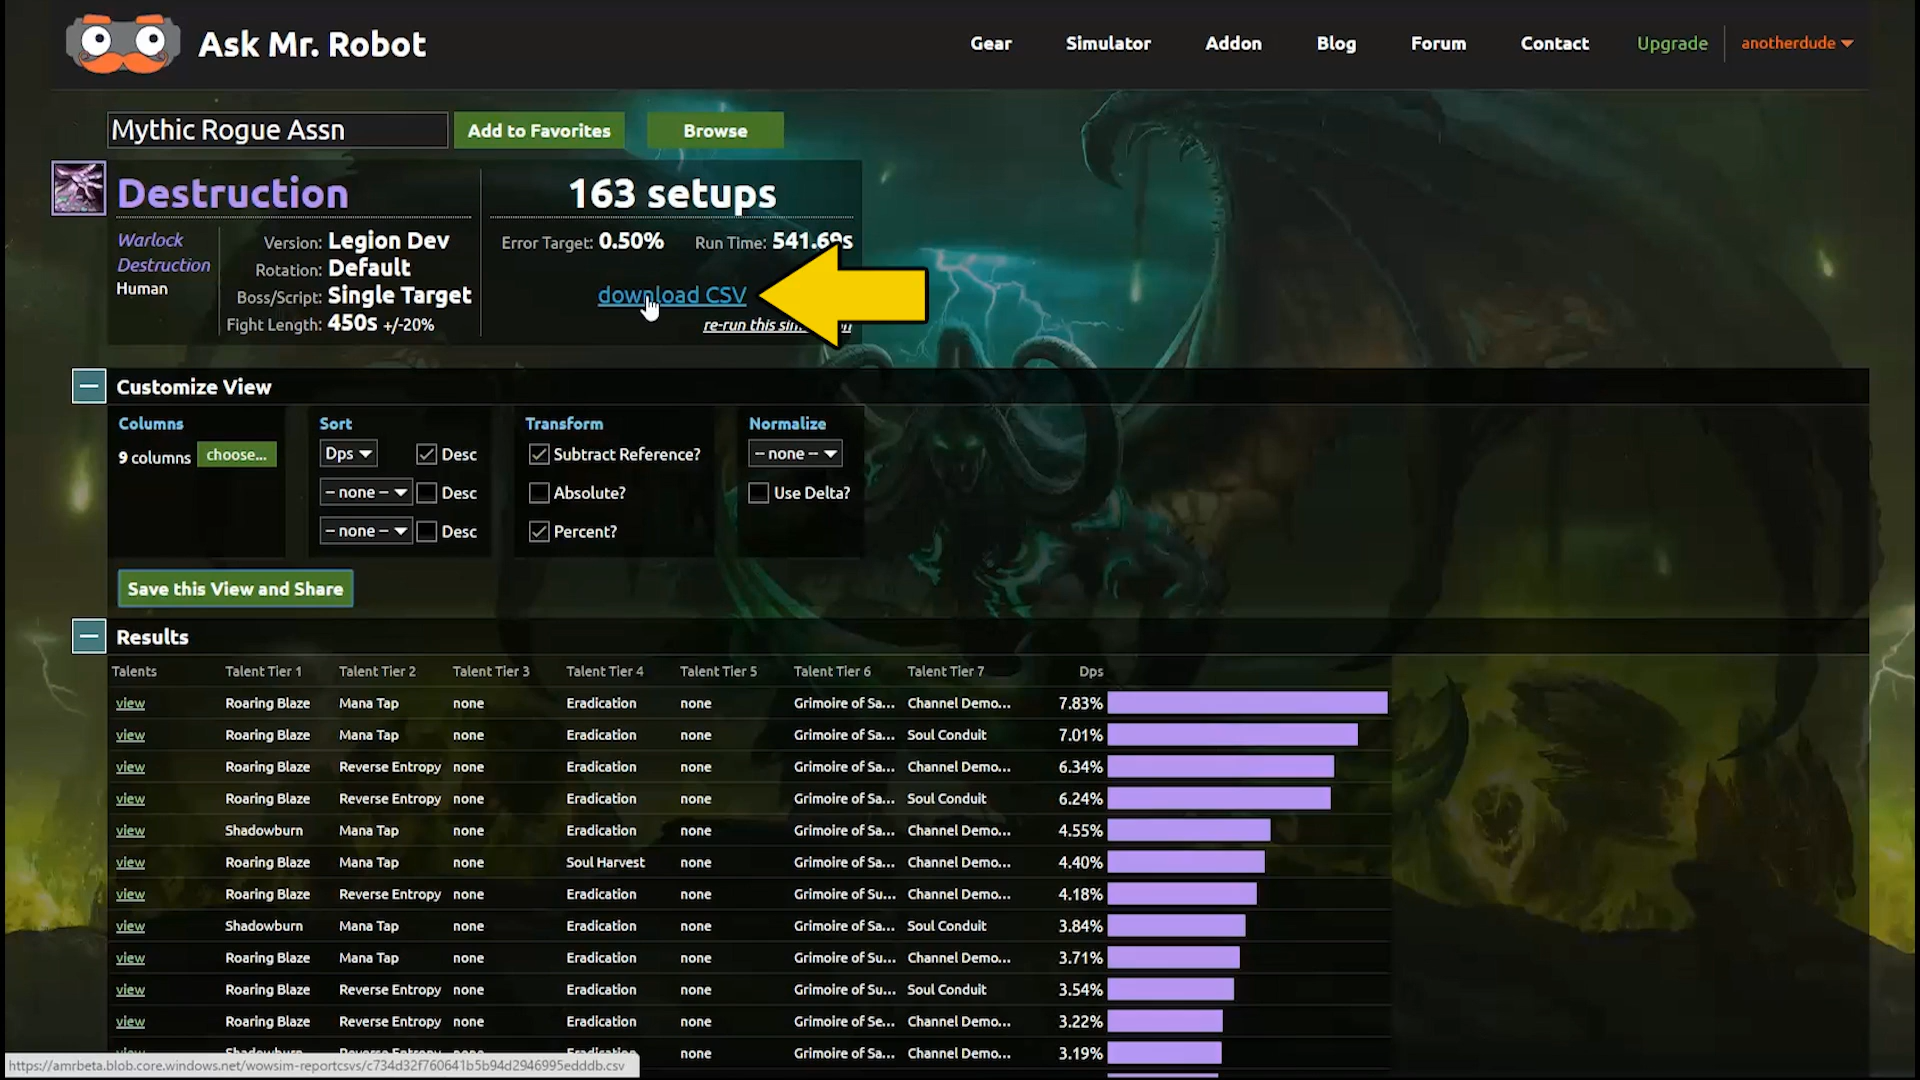 Ask Mr. Robot
Gear Simulator Addon Blog Forum Contact Upgrade anotherdude
Mythic Rogue Assn Add to Favorites Browse
Destruction
Warlock
Destruction
Human
Version: Legion Dev
Rotation: Default
Boss/Script: Single Target
Fight Length: 450s +/-20%
163 setups
Error Target: 0.50% Run Time: 541.69s
download CSV
re-run this
Customize View
Columns
9 columns choose...
Sort
Dps Desc
-- none -- Desc
-- none -- Desc
Transform
Subtract Reference?
Absolute?
Percent?
Normalize
-- none --
Use Delta?
Save this View and Share
Results
Talents Talent Tier 1 Talent Tier 2 Talent Tier 3 Talent Tier 4 Talent Tier 5 Talent Tier 6 Talent Tier 7 Dps
view Roaring Blaze Mana Tap none Eradication none Grimoire of Sa... Channel Demo... 7.83%
view Roaring Blaze Mana Tap none Eradication none Grimoire of Sa... Soul Conduit 7.01%
view Roaring Blaze Reverse Entropy none Eradication none Grimoire of Sa... Channel Demo... 6.34%
view Roaring Blaze Reverse Entropy none Eradication none Grimoire of Sa... Soul Conduit 6.24%
view Shadowburn Mana Tap none Eradication none Grimoire of Sa... Channel Demo... 4.55%
view Roaring Blaze Mana Tap none Soul Harvest none Grimoire of Sa... Channel Demo... 4.40%
view Roaring Blaze Reverse Entropy none Eradication none Grimoire of Su... Channel Demo... 4.18%
view Shadowburn Mana Tap none Eradication none Grimoire of Sa... Soul Conduit 3.84%
view Roaring Blaze Mana Tap none Eradication none Grimoire of Su... Channel Demo... 3.71%
view Roaring Blaze Reverse Entropy none Eradication none Grimoire of Su... Soul Conduit 3.54%
view Roaring Blaze Reverse Entropy none Eradication none Grimoire of Se... Channel Demo... 3.22%
view Shadowburn Reverse Entropy none Eradication none Grimoire of Sa... Channel Demo... 3.19%
https://amrbeta.blob.core.windows.net/wowsim-reportcsvs/c734d32f760641b5b94d2946995edddb.csv